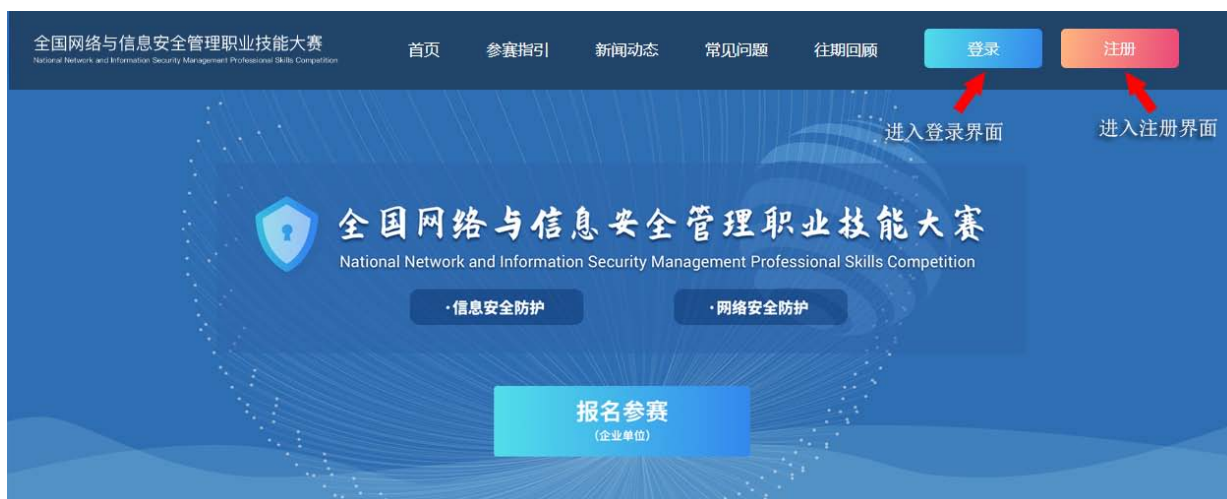 全国网络与信息安全管理职业技能大赛
National Network and Information Security Management Professional Skills Competition
首页 参赛指引 新闻动态 常见问题 往期回顾 登录 注册
进入登录界面 进入注册界面
全国网络与信息安全管理职业技能大赛
National Network and Information Security Management Professional Skills Competition
·信息安全防护 ·网络安全防护
报名参赛
(企业单位)